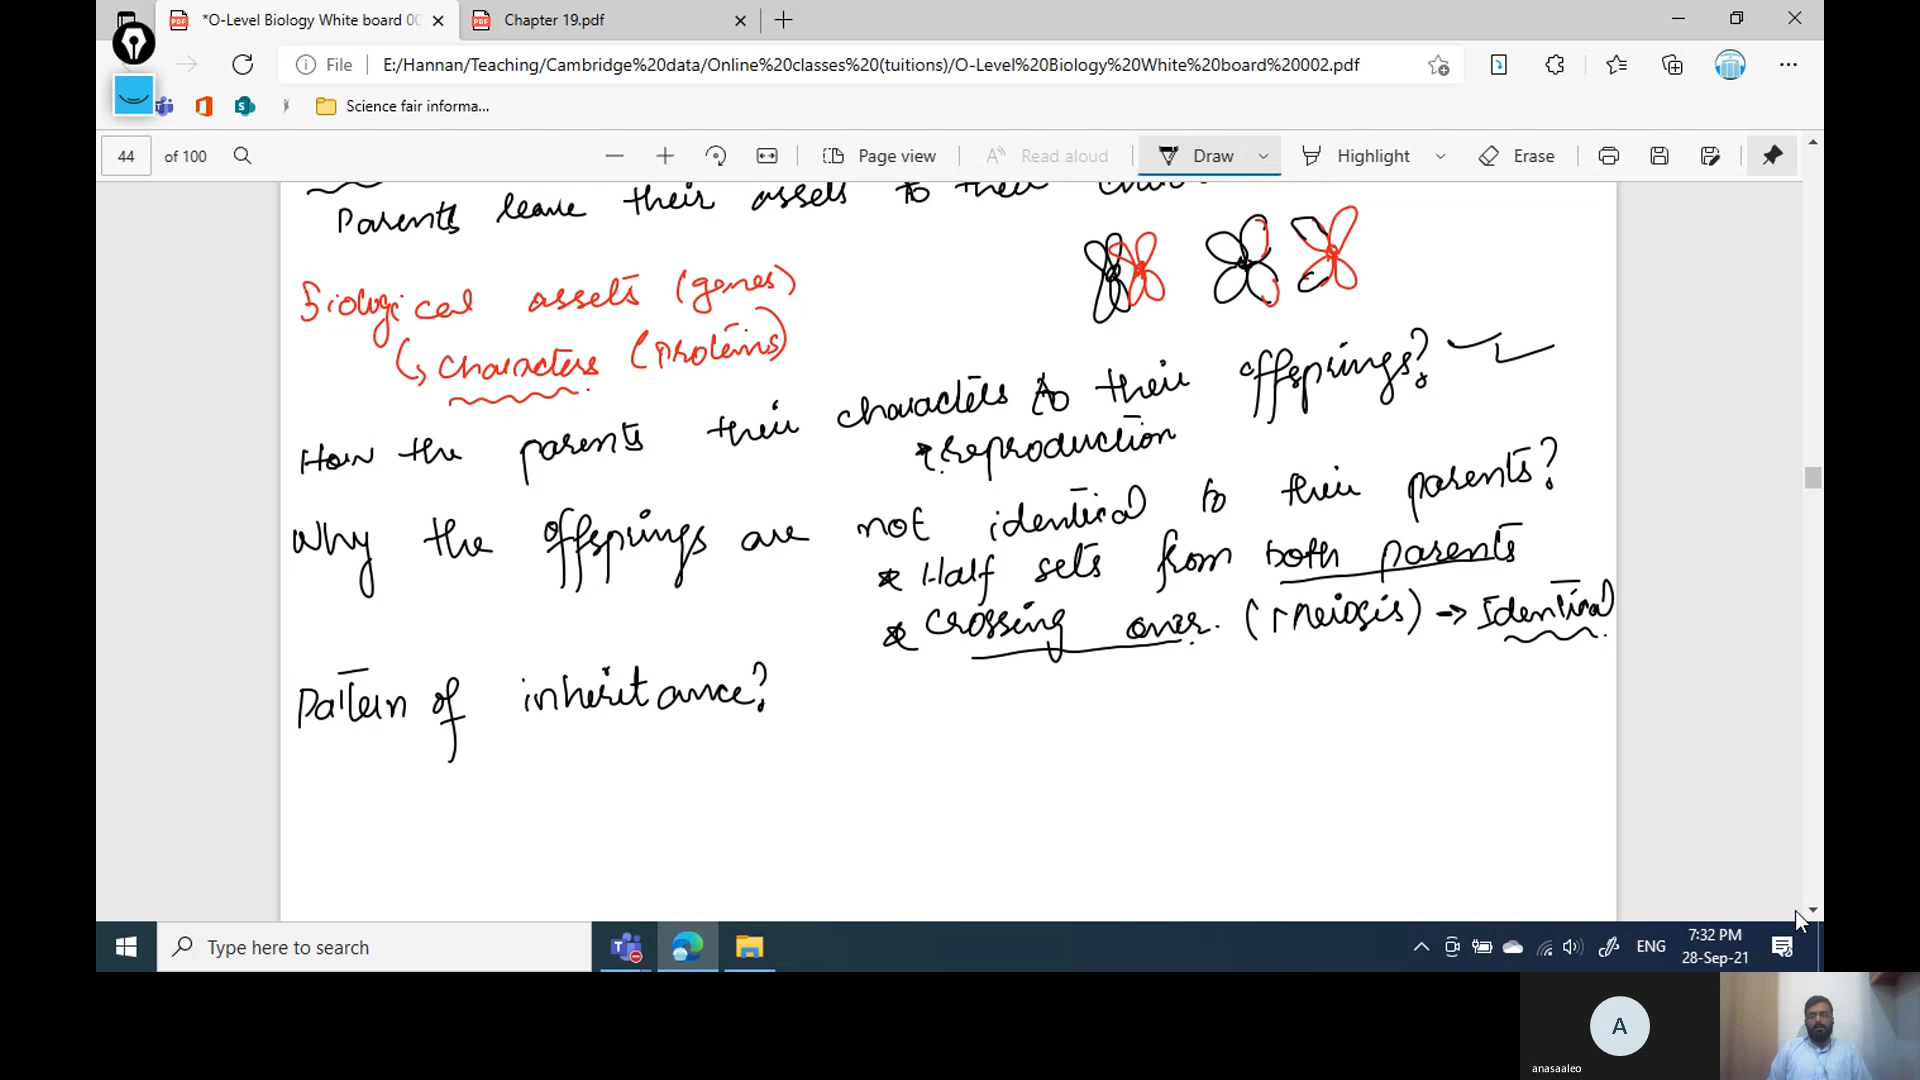 *O-Level Biology White board 00
Chapter 19.pdf
File E:/Hannan/Teaching/Cambridge%20data/Online%20classes%20(tuitions)/O-Level%20Biology%20White%20board%20002.pdf
Science fair informa...
44 of 100
Page view
Read aloud
Draw
Highlight
Erase
Parents leave their assets to their
Biological assets (genes)
characters (proteins)
How the parents their characters to their offsprings?
* reproduction
Why the offsprings are not identical to their parents?
* Half sets from both parents
* Crossing over. (Meiosis) → Identical
Pattern of inheritance?
Type here to search
ENG
7:32 PM
28-Sep-21
A
anasaaleo